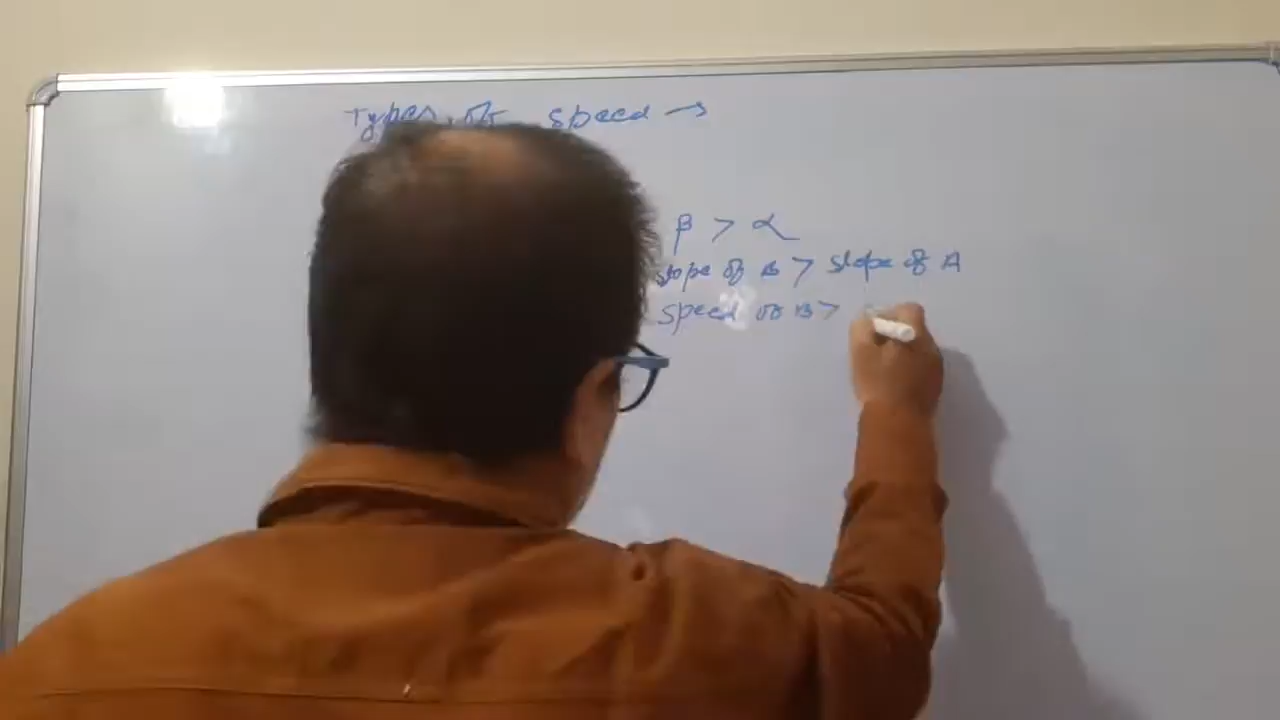 Types of speed →
β > α
slope of B > slope of A
speed of B >